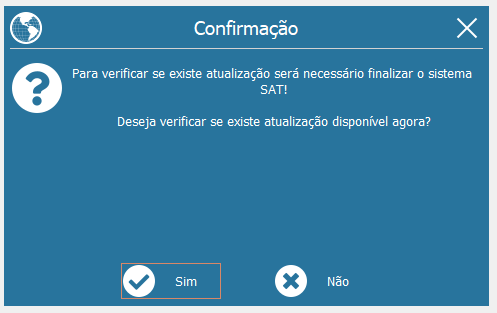 Confirmação
Para verificar se existe atualização será necessário finalizar o sistema
SAT!
Deseja verificar se existe atualização disponível agora?
Sim
Não